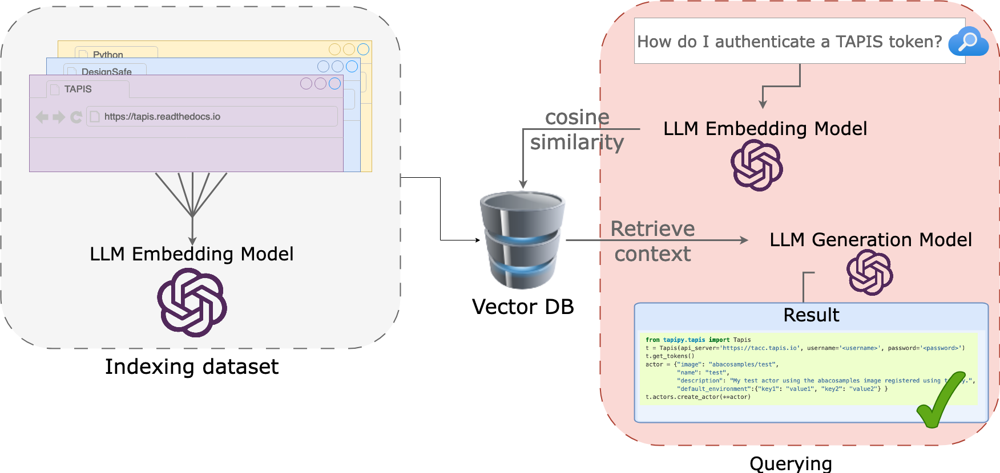 Python
DesignSafe
TAPIS
https://tapis.readthedocs.io
LLM Embedding Model
Indexing dataset
cosine
similarity
Vector DB
How do I authenticate a TAPIS token?
LLM Embedding Model
Retrieve
context
LLM Generation Model
Result
from tapipy.tapis import Tapis
t = Tapis(api_server='https://tacc.tapis.io', username='<username>', password='<password>')
t.get_tokens()
actor = {"image": "abacosamples/test",
"name": "test",
"description": "My test actor using the abacosamples image registered using
"default_environment":{"key1": "value1", "key2": "value2"} }
t.actors.create_actor(**actor)
Querying